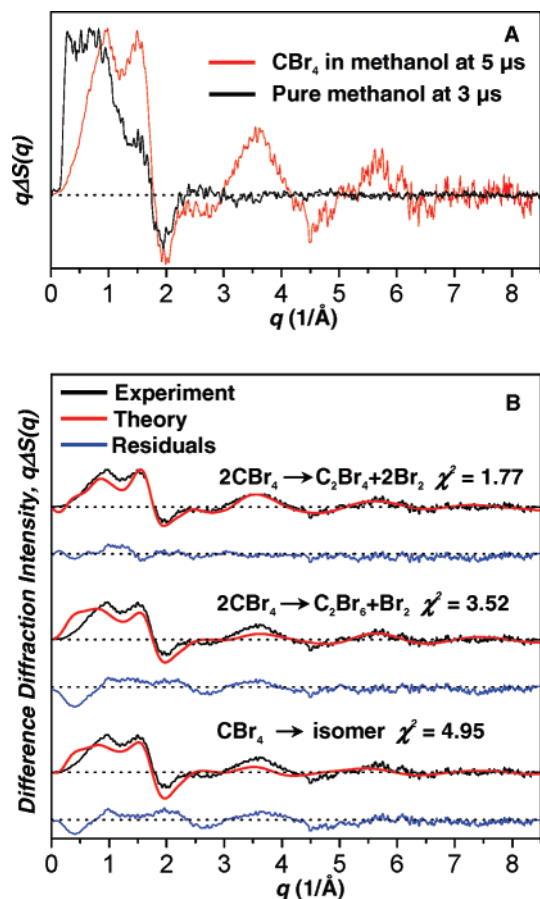 A
CBr₄ in methanol at 5 µs
Pure methanol at 3 µs
qΔS(q)
0 1 2 3 4 5 6 7 8
q (1/Å)
B
Experiment
Theory
Residuals
Difference Diffraction Intensity, qΔS(q)
2CBr₄→C₂Br₄+2Br₂ χ² = 1.77
2CBr₄→C₂Br₆+Br₂ χ² = 3.52
CBr₄ → isomer χ² = 4.95
0 1 2 3 4 5 6 7 8
q (1/Å)